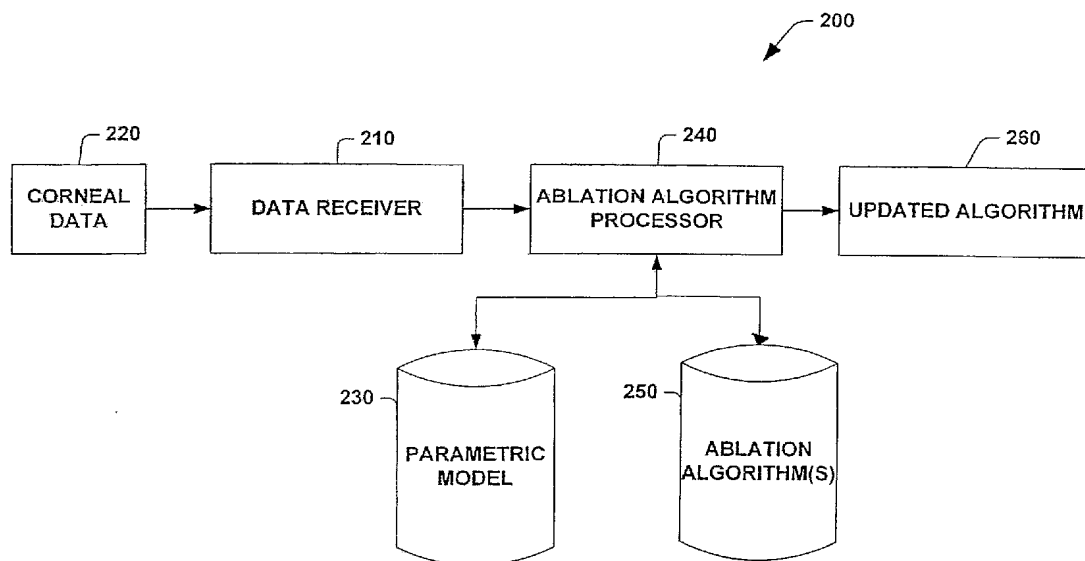 200
220
210
240
260
CORNEAL
DATA
DATA RECEIVER
ABLATION ALGORITHM
PROCESSOR
UPDATED ALGORITHM
230
PARAMETRIC
MODEL
250
ABLATION
ALGORITHM(S)